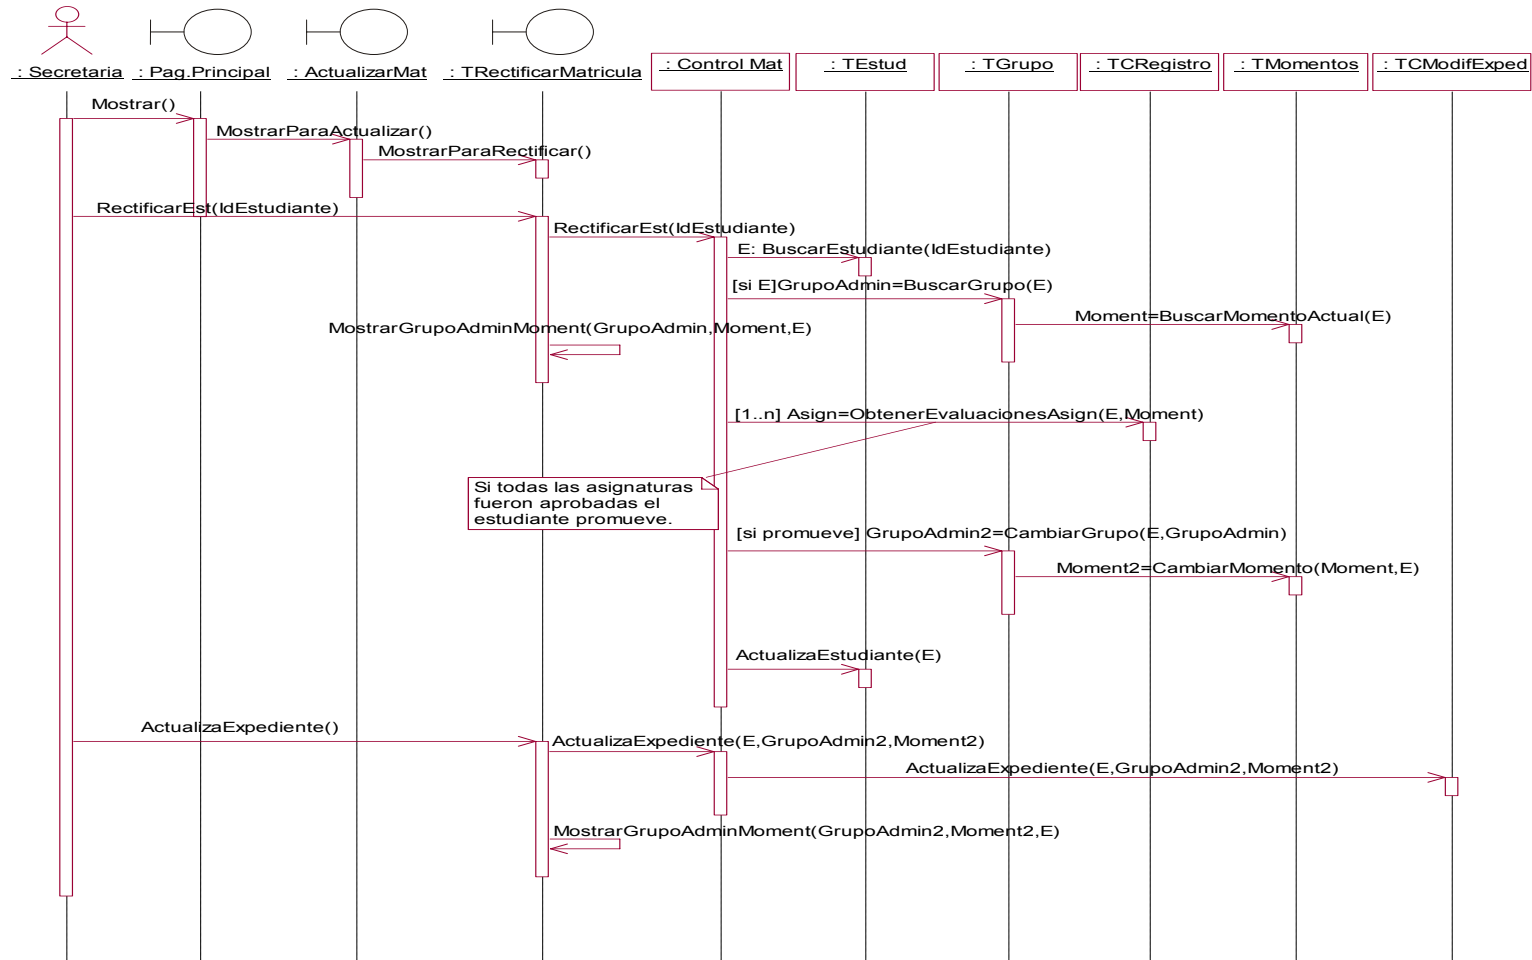 : Secretaria
: Pag.Principal
: ActualizarMat
: TRectificarMatricula
: Control Mat
: TEstud
: TGrupo
: TCRegistro
: TMomentos
: TCModifExped
Mostrar()
MostrarParaActualizar()
MostrarParaRectificar()
RectificarEst(IdEstudiante)
RectificarEst(IdEstudiante)
E: BuscarEstudiante(IdEstudiante)
[si E]GrupoAdmin=BuscarGrupo(E)
Moment=BuscarMomentoActual(E)
MostrarGrupoAdminMoment(GrupoAdmin,Moment,E)
[1..n] Asign=ObtenerEvaluacionesAsign(E,Moment)
Si todas las asignaturas
fueron aprobadas el
estudiante promueve.
[si promueve] GrupoAdmin2=CambiarGrupo(E,GrupoAdmin)
Moment2=CambiarMomento(Moment,E)
ActualizaEstudiante(E)
ActualizaExpediente()
ActualizaExpediente(E,GrupoAdmin2,Moment2)
ActualizaExpediente(E,GrupoAdmin2,Moment2)
MostrarGrupoAdminMoment(GrupoAdmin2,Moment2,E)